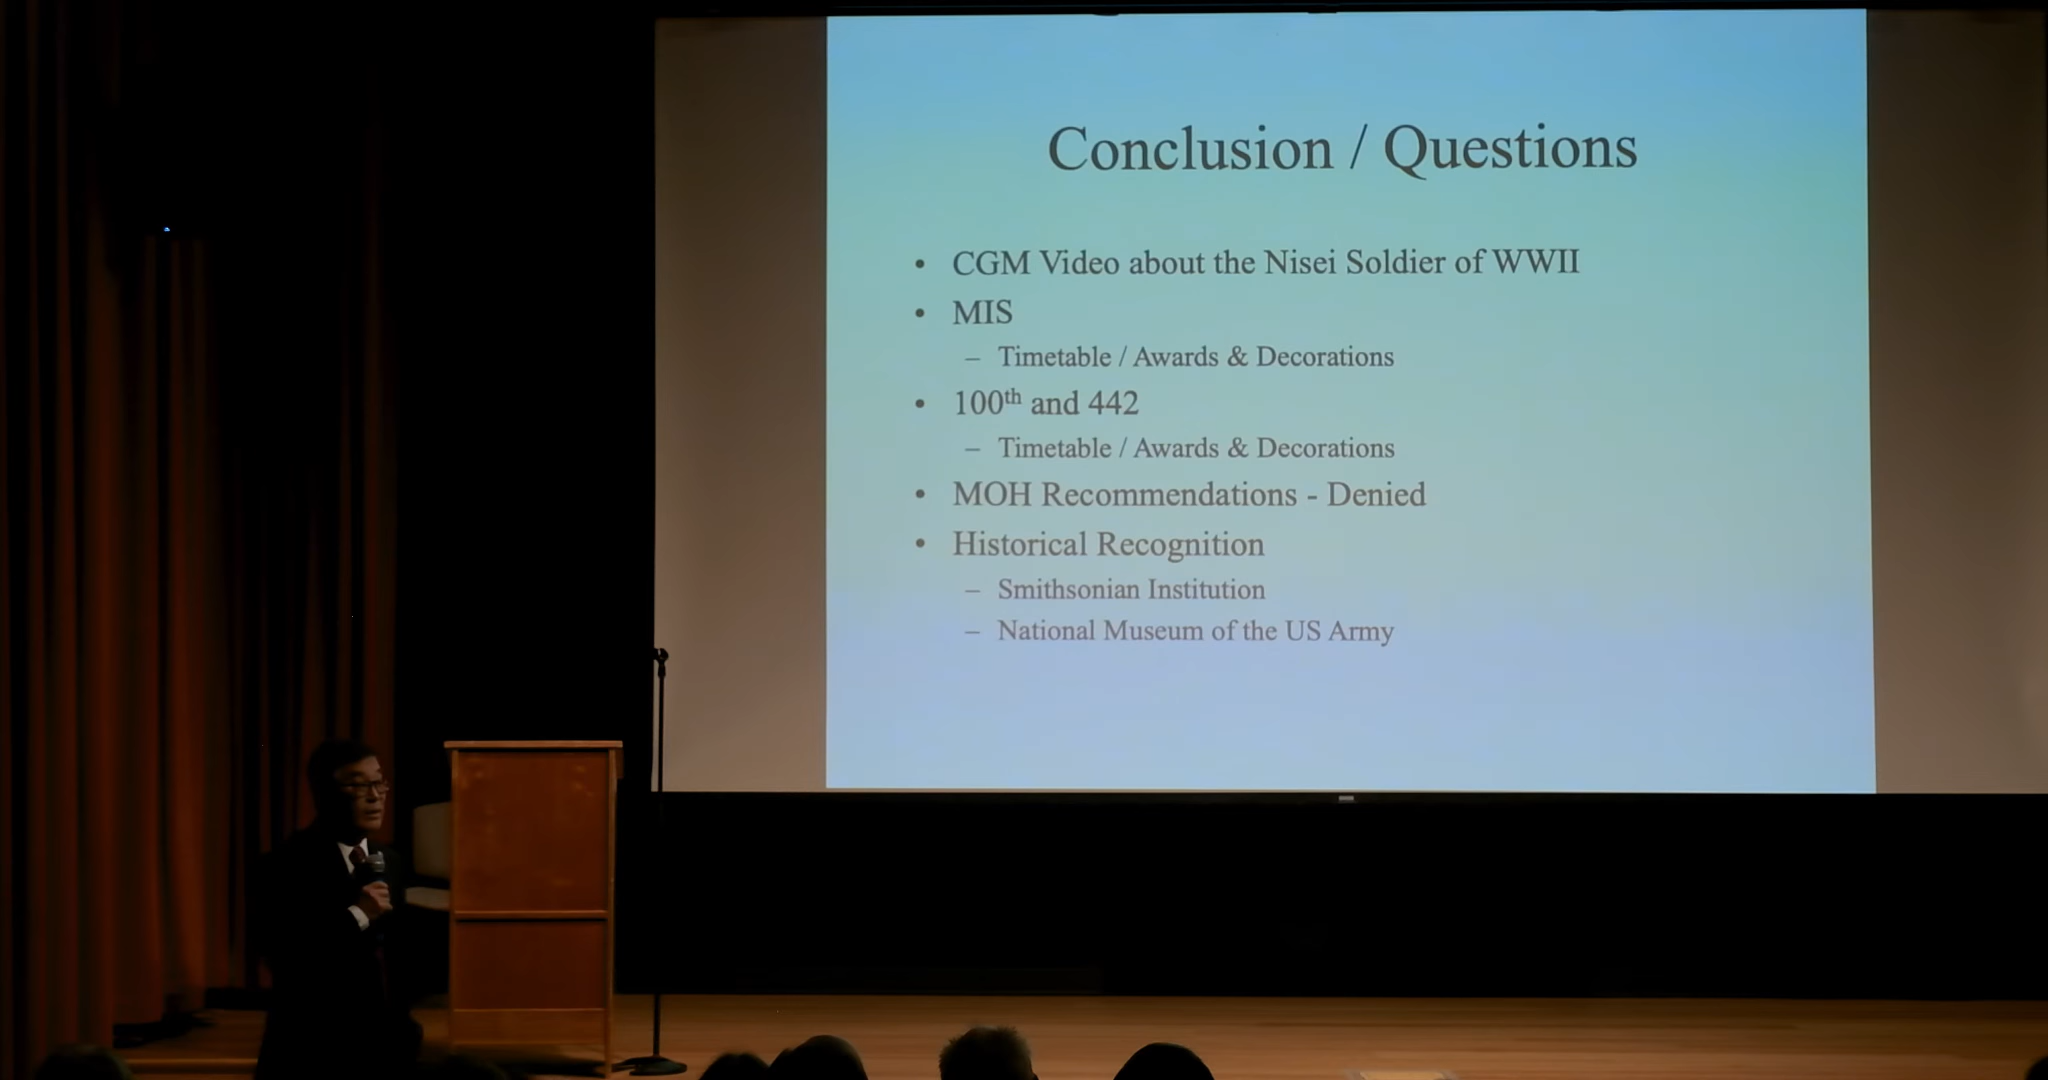 Conclusion / Questions
• CGM Video about the Nisei Soldier of WWII
• MIS
– Timetable / Awards & Decorations
• 100th and 442
– Timetable / Awards & Decorations
• MOH Recommendations - Denied
• Historical Recognition
– Smithsonian Institution
– National Museum of the US Army